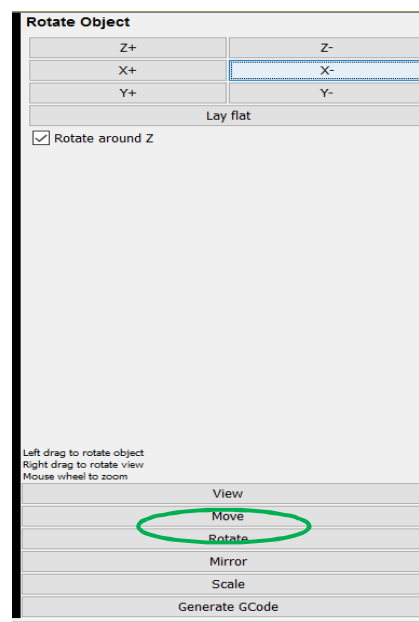 Rotate Object
Z+ Z-
X+ X-
Y+ Y-
Lay flat
Rotate around Z
Left drag to rotate object
Right drag to rotate view
Mouse wheel to zoom
View
Move
Rotate
Mirror
Scale
Generate GCode